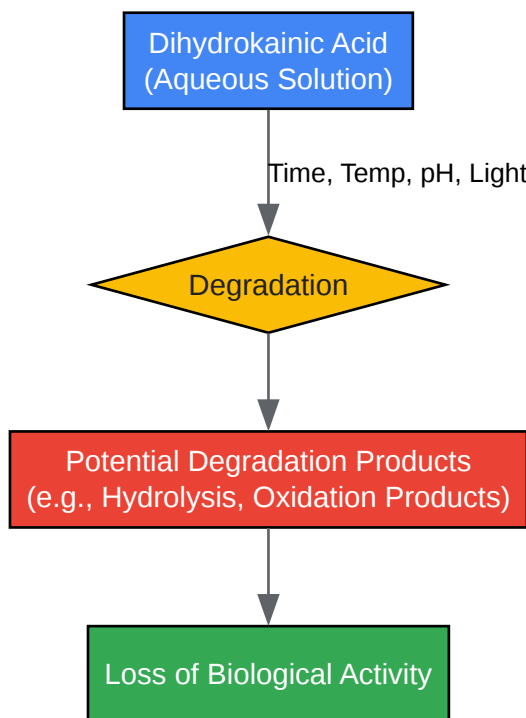 Dihydrokainic Acid
(Aqueous Solution)
Time, Temp, pH, Light
Degradation
Potential Degradation Products
(e.g., Hydrolysis, Oxidation Products)
Loss of Biological Activity